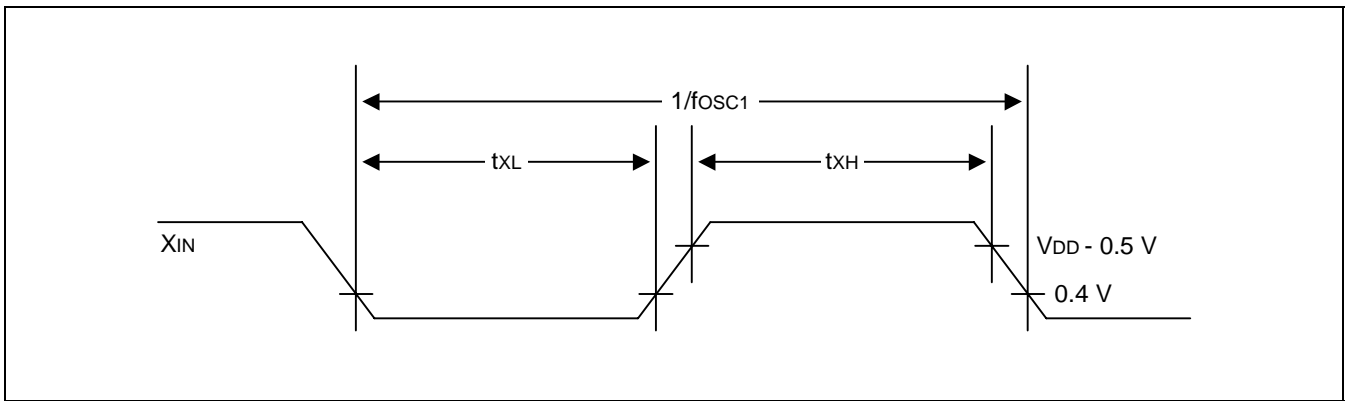 1/fOSC1
tXL
tXH
XIN
VDD - 0.5 V
0.4 V